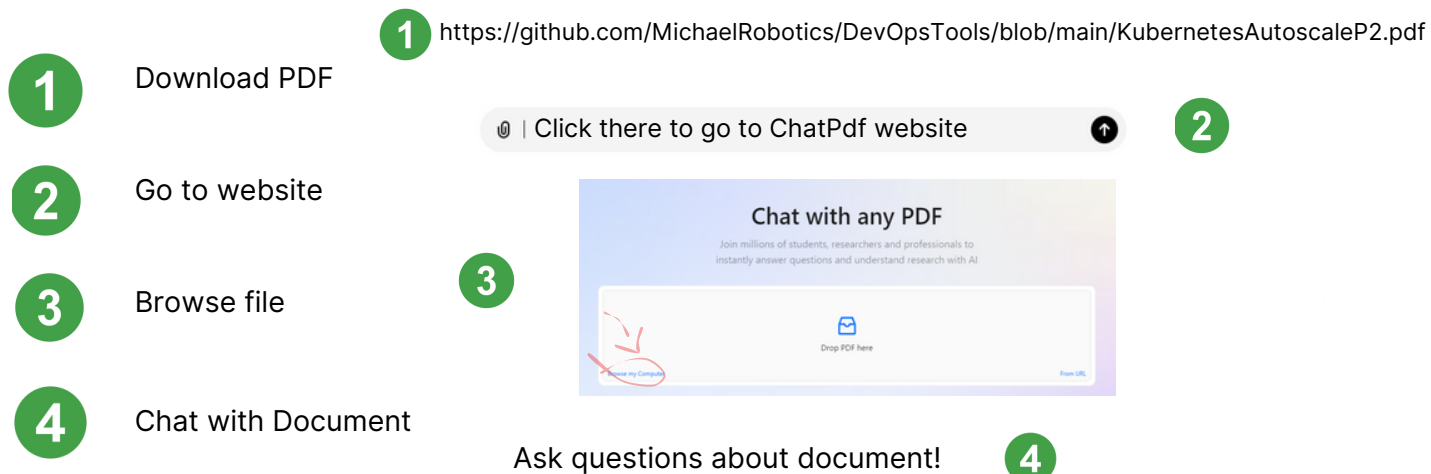 1 https://github.com/MichaelRobotics/DevOpsTools/blob/main/KubernetesAutoscaleP2.pdf
1 Download PDF
Click there to go to ChatPdf website 2
2 Go to website
Chat with any PDF
Join millions of students, researchers and professionals to
instantly answer questions and understand research with AI
3
3 Browse file
Drop PDF here
Browse my Computer From URL
4 Chat with Document
Ask questions about document! 4